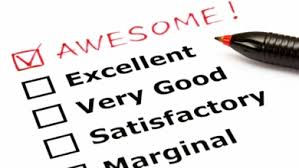 AWESOME!
Excellent
Very Good
Satisfactory
Marginal